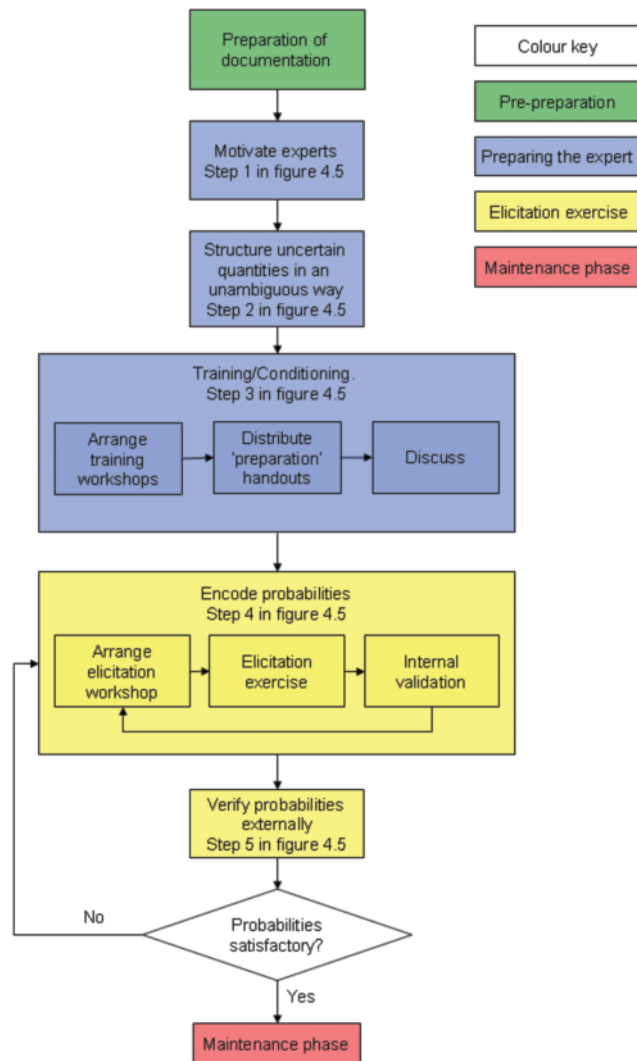 Preparation of
documentation
Colour key
Pre-preparation
Preparing the expert
Elicitation exercise
Maintenance phase
Motivate experts
Step 1 in figure 4.5
Structure uncertain
quantities in an
unambiguous way
Step 2 in figure 4.5
Training/Conditioning.
Step 3 in figure 4.5
Arrange
training
workshops
Distribute
'preparation'
handouts
Discuss
Encode probabilities
Step 4 in figure 4.5
Arrange
elicitation
workshop
Elicitation
exercise
Internal
validation
Verify probabilities
externally
Step 5 in figure 4.5
No
Probabilities
satisfactory?
Yes
Maintenance phase